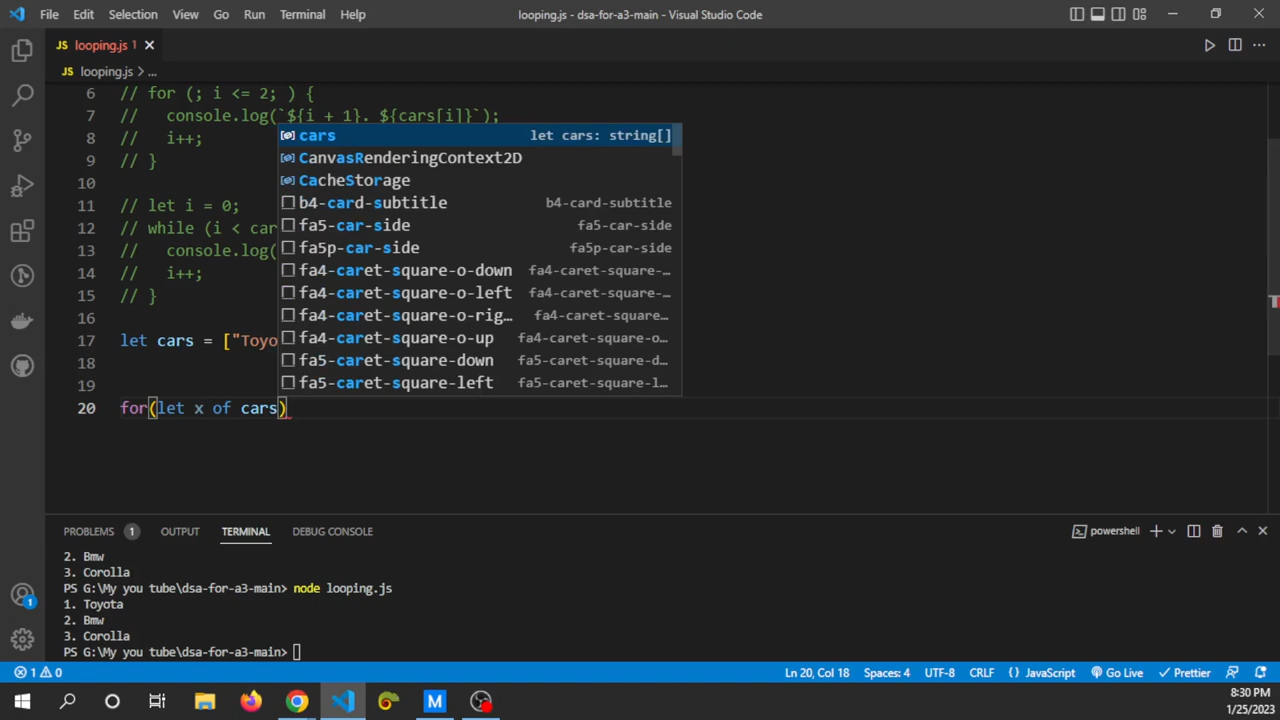 File Edit Selection View Go Run Terminal Help looping.js - dsa-for-a3-main - Visual Studio Code
JS looping.js 1
JS looping.js > ...
6 // for (; i <= 2; ) {
7 //   console.log(`${i + 1}. ${cars[i]}`);
8 //   i++;
9 // }
10
11 // let i = 0;
12 // while (i < car
13 //   console.log(
14 //   i++;
15 // }
16
17 let cars = ["Toyo
18
19
20 for(let x of cars)
cars let cars: string[]
CanvasRenderingContext2D
CacheStorage
b4-card-subtitle b4-card-subtitle
fa5-car-side fa5-car-side
fa5p-car-side fa5p-car-side
fa4-caret-square-o-down fa4-caret-square-...
fa4-caret-square-o-left fa4-caret-square-...
fa4-caret-square-o-rig... fa4-caret-square...
fa4-caret-square-o-up fa4-caret-square-o...
fa5-caret-square-down fa5-caret-square-d...
fa5-caret-square-left fa5-caret-square-l...
PROBLEMS 1 OUTPUT TERMINAL DEBUG CONSOLE powershell
2. Bmw
3. Corolla
PS G:\My you tube\dsa-for-a3-main> node looping.js
1. Toyota
2. Bmw
3. Corolla
PS G:\My you tube\dsa-for-a3-main>
1
1 0 Ln 20, Col 18 Spaces: 4 UTF-8 CRLF {} JavaScript Go Live Prettier
M
8:30 PM
1/25/2023